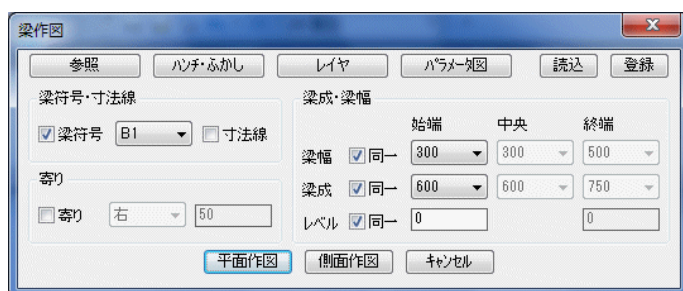 梁作図
参照 ハンチ・ふかし レイヤ パラメータ図 読込 登録
梁符号・寸法線 梁成・梁幅
始端 中央 終端
梁符号 B1 寸法線
梁幅 同一 300 300 500
寄り
梁成 同一 600 600 750
寄り 右 50
レベル 同一 0 0
平面作図 側面作図 キャンセル